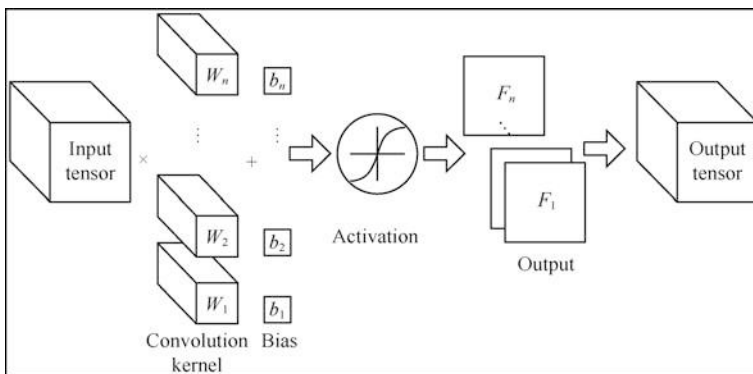 Input
tensor
×
Wn
⋮
W2
W1
Convolution
kernel
+
bn
⋮
b2
b1
Bias
Activation
Fn
⋱
F1
Output
Output
tensor